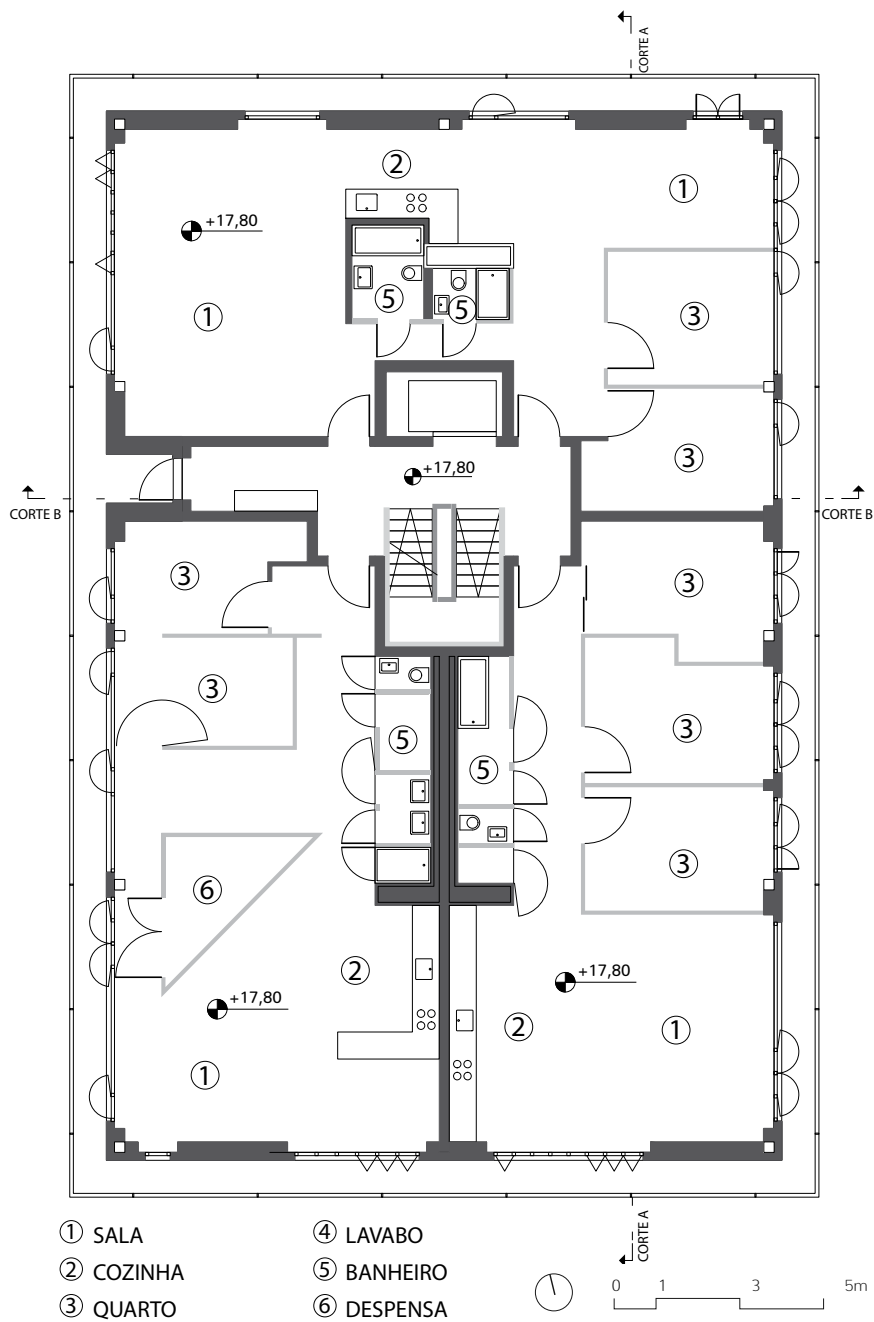 CORTE A
2
1
+17,80
5
5
1
3
3
+17,80
CORTE B
CORTE B
3
3
3
3
5
5
3
6
2
+17,80
+17,80
2
1
1
CORTE A
1 SALA
2 COZINHA
3 QUARTO
4 LAVABO
5 BANHEIRO
6 DESPENSA
0 1 3 5m